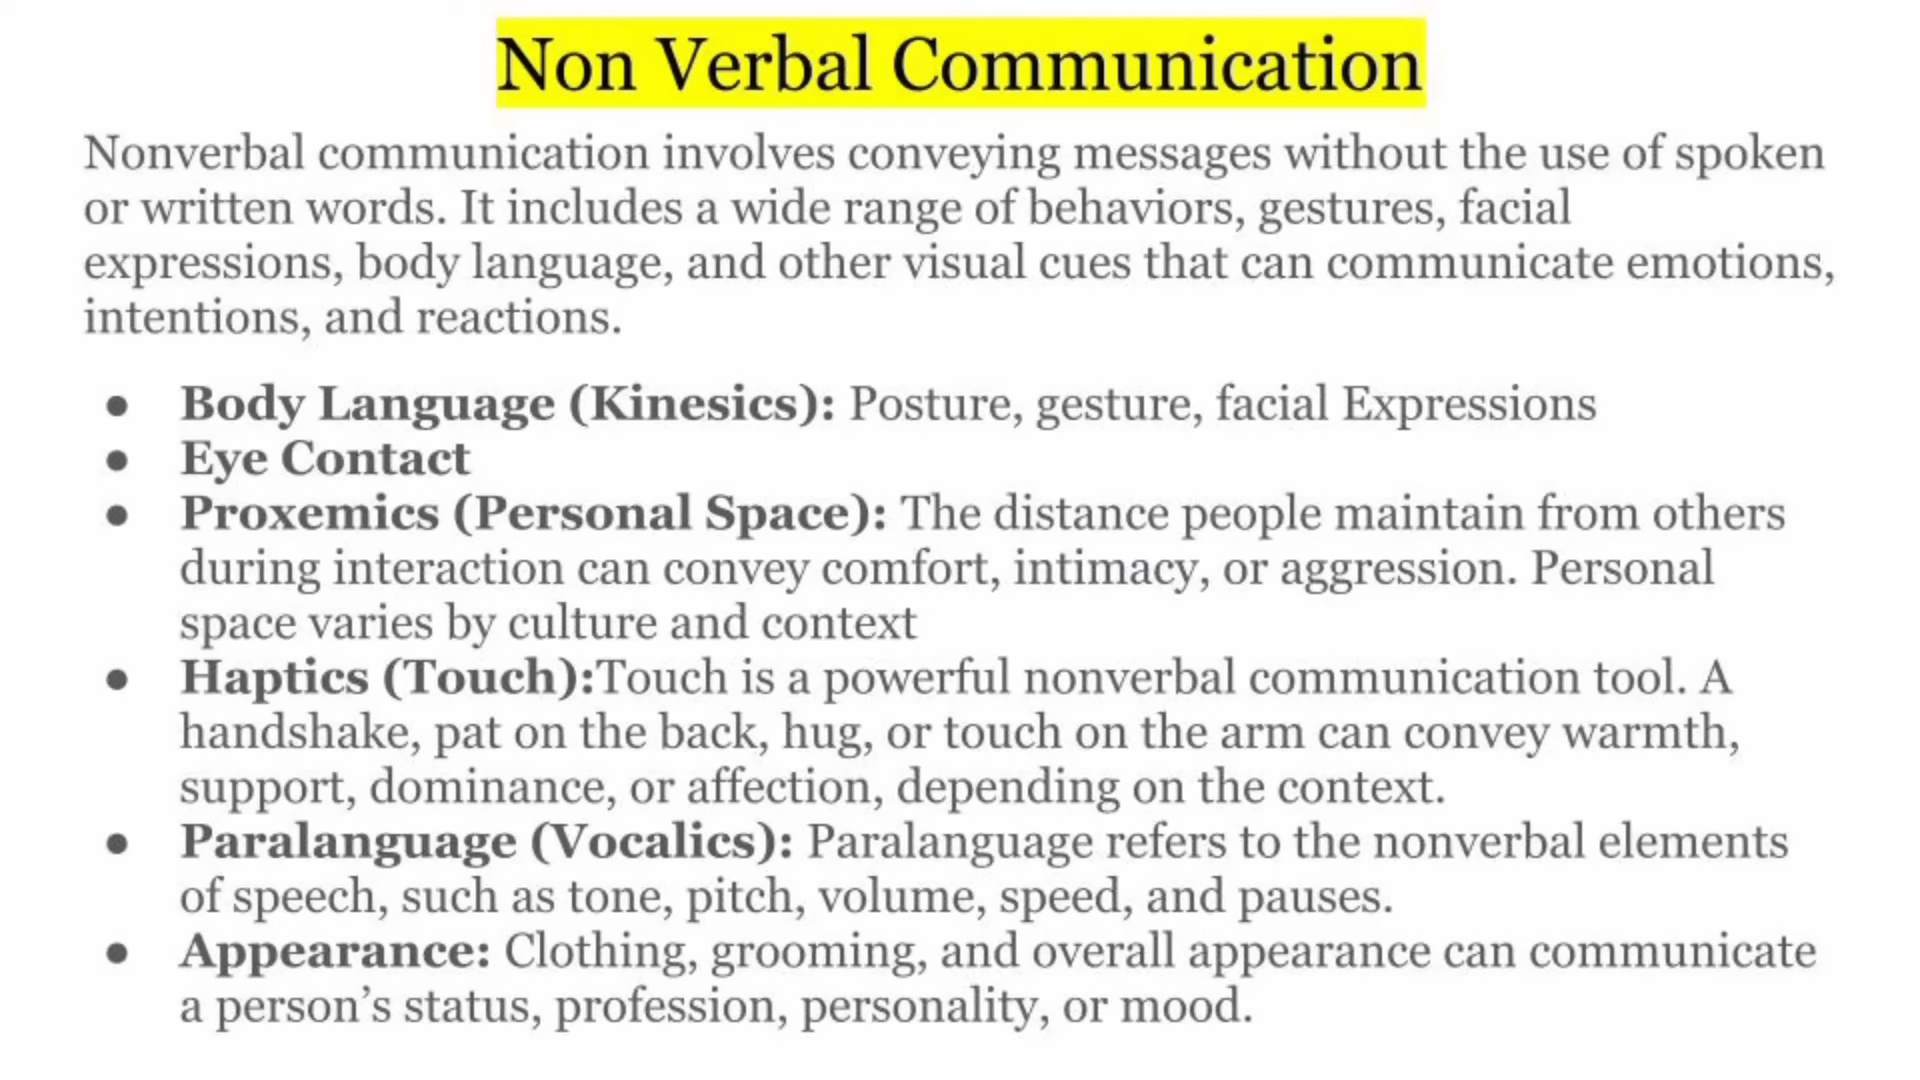 Non Verbal Communication
Nonverbal communication involves conveying messages without the use of spoken
or written words. It includes a wide range of behaviors, gestures, facial
expressions, body language, and other visual cues that can communicate emotions,
intentions, and reactions.
● Body Language (Kinesics): Posture, gesture, facial Expressions
● Eye Contact
● Proxemics (Personal Space): The distance people maintain from others
during interaction can convey comfort, intimacy, or aggression. Personal
space varies by culture and context
● Haptics (Touch):Touch is a powerful nonverbal communication tool. A
handshake, pat on the back, hug, or touch on the arm can convey warmth,
support, dominance, or affection, depending on the context.
● Paralanguage (Vocalics): Paralanguage refers to the nonverbal elements
of speech, such as tone, pitch, volume, speed, and pauses.
● Appearance: Clothing, grooming, and overall appearance can communicate
a person’s status, profession, personality, or mood.